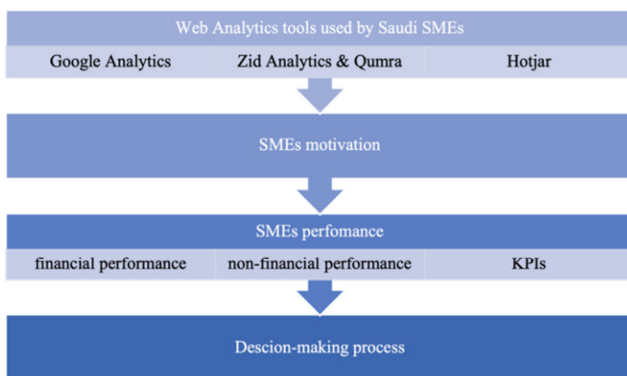 Web Analytics tools used by Saudi SMEs
Google Analytics Zid Analytics & Qumra Hotjar
SMEs motivation
SMEs perfomance
financial performance non-financial performance KPIs
Descion-making process